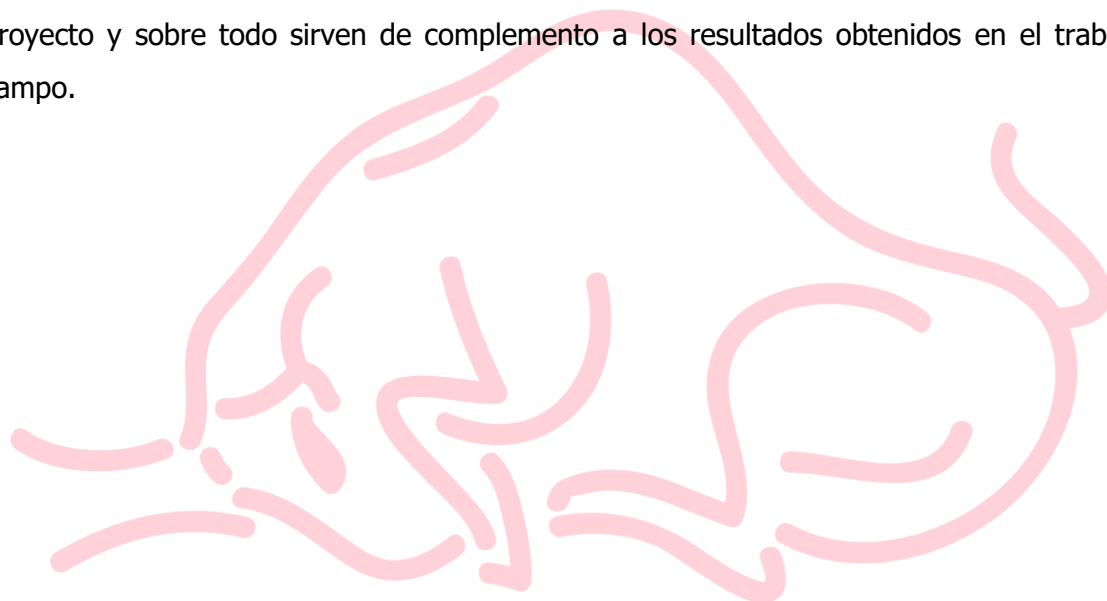 royecto y sobre todo sirven de complemento a los resultados obtenidos en el trab
ampo.